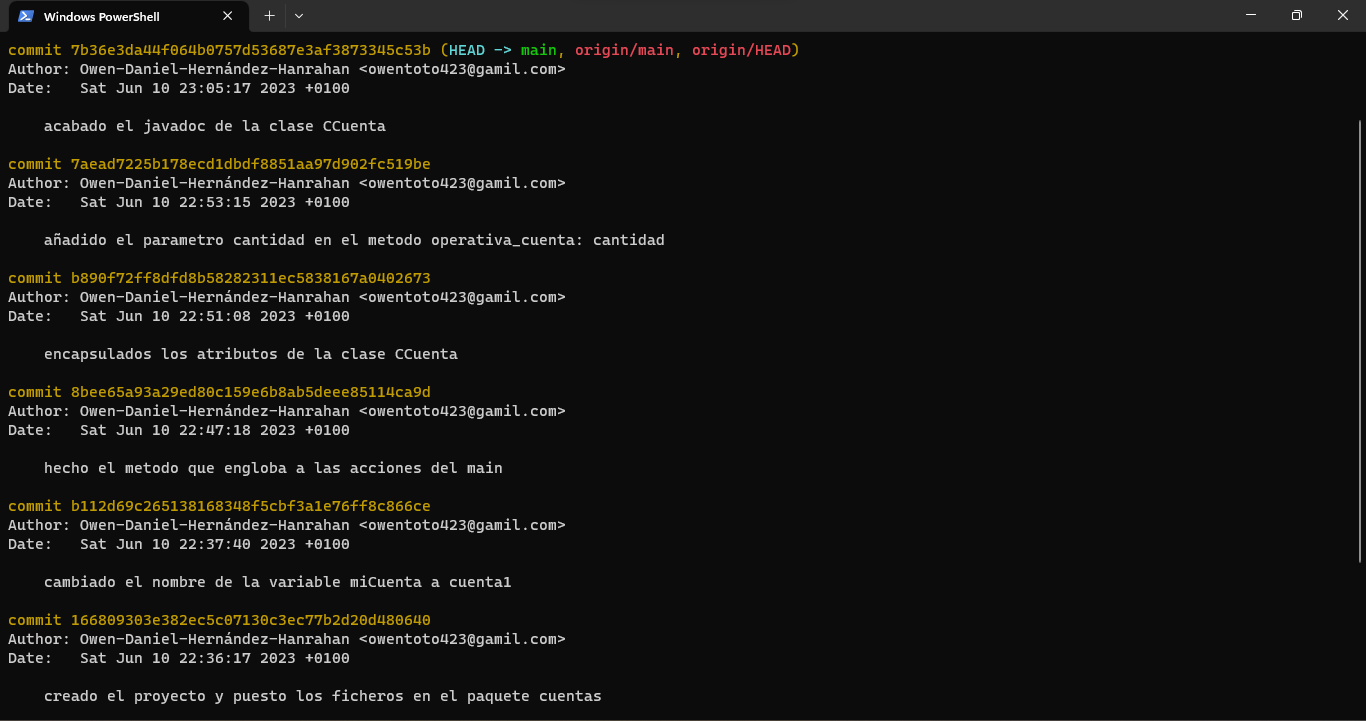 Windows PowerShell
commit 7b36e3da44f064b0757d53687e3af3873345c53b (HEAD -> main, origin/main, origin/HEAD)
Author: Owen-Daniel-Hernández-Hanrahan <owentoto423@gamil.com>
Date:   Sat Jun 10 23:05:17 2023 +0100
    acabado el javadoc de la clase CCuenta
commit 7aead7225b178ecd1dbdf8851aa97d902fc519be
Author: Owen-Daniel-Hernández-Hanrahan <owentoto423@gamil.com>
Date:   Sat Jun 10 22:53:15 2023 +0100
    añadido el parametro cantidad en el metodo operativa_cuenta: cantidad
commit b890f72ff8dfd8b58282311ec5838167a0402673
Author: Owen-Daniel-Hernández-Hanrahan <owentoto423@gamil.com>
Date:   Sat Jun 10 22:51:08 2023 +0100
    encapsulados los atributos de la clase CCuenta
commit 8bee65a93a29ed80c159e6b8ab5deee85114ca9d
Author: Owen-Daniel-Hernández-Hanrahan <owentoto423@gamil.com>
Date:   Sat Jun 10 22:47:18 2023 +0100
    hecho el metodo que engloba a las acciones del main
commit b112d69c265138168348f5cbf3a1e76ff8c866ce
Author: Owen-Daniel-Hernández-Hanrahan <owentoto423@gamil.com>
Date:   Sat Jun 10 22:37:40 2023 +0100
    cambiado el nombre de la variable miCuenta a cuenta1
commit 166809303e382ec5c07130c3ec77b2d20d480640
Author: Owen-Daniel-Hernández-Hanrahan <owentoto423@gamil.com>
Date:   Sat Jun 10 22:36:17 2023 +0100
    creado el proyecto y puesto los ficheros en el paquete cuentas